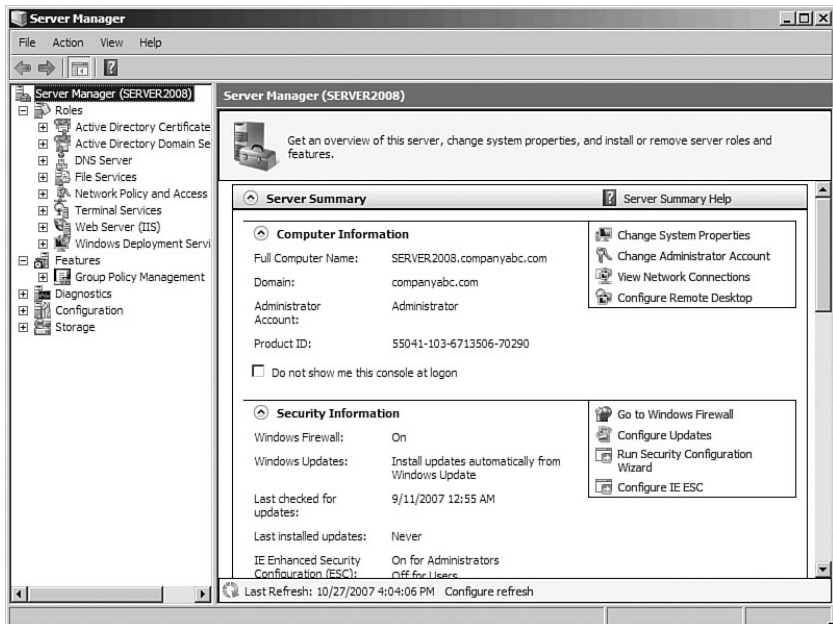 Server Manager
File Action View Help
Server Manager (SERVER2008)
Roles
Active Directory Certificate
Active Directory Domain Se
DNS Server
File Services
Network Policy and Access
Terminal Services
Web Server (IIS)
Windows Deployment Servi
Features
Group Policy Management
Diagnostics
Configuration
Storage
Server Manager (SERVER2008)
Get an overview of this server, change system properties, and install or remove server roles and
features.
Server Summary
Server Summary Help
Computer Information
Full Computer Name: SERVER2008.companyabc.com
Domain: companyabc.com
Administrator Account: Administrator
Product ID: 55041-103-6713506-70290
Do not show me this console at logon
Change System Properties
Change Administrator Account
View Network Connections
Configure Remote Desktop
Security Information
Windows Firewall: On
Windows Updates: Install updates automatically from
Windows Update
Last checked for updates: 9/11/2007 12:55 AM
Last installed updates: Never
IE Enhanced Security On for Administrators
Configuration (ESC): Off for Users
Go to Windows Firewall
Configure Updates
Run Security Configuration
Wizard
Configure IE ESC
Last Refresh: 10/27/2007 4:04:06 PM Configure refresh